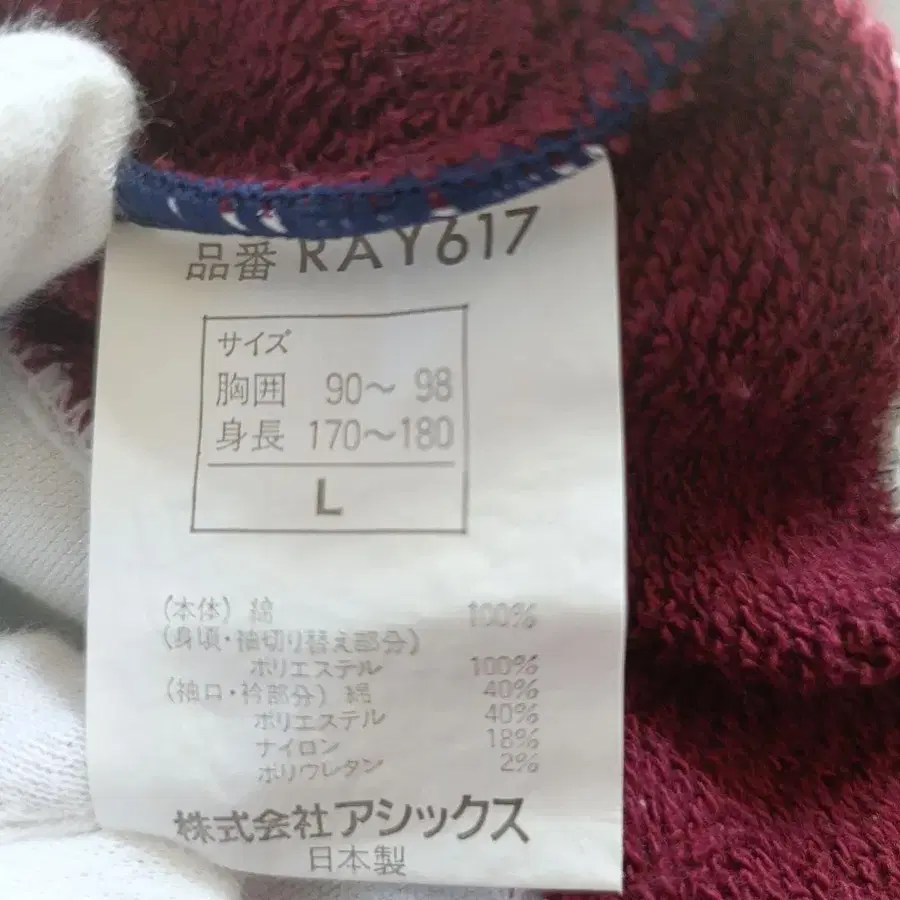 品番 RAY617
サイズ
胸囲 90～ 98
身長 170～180
L
(本体) 綿 100%
(身頃・袖切り替え部分)
ポリエステル 100%
(袖口・衿部分) 綿 40%
ポリエステル 40%
ナイロン 18%
ポリウレタン 2%
株式会社アシックス
日本製